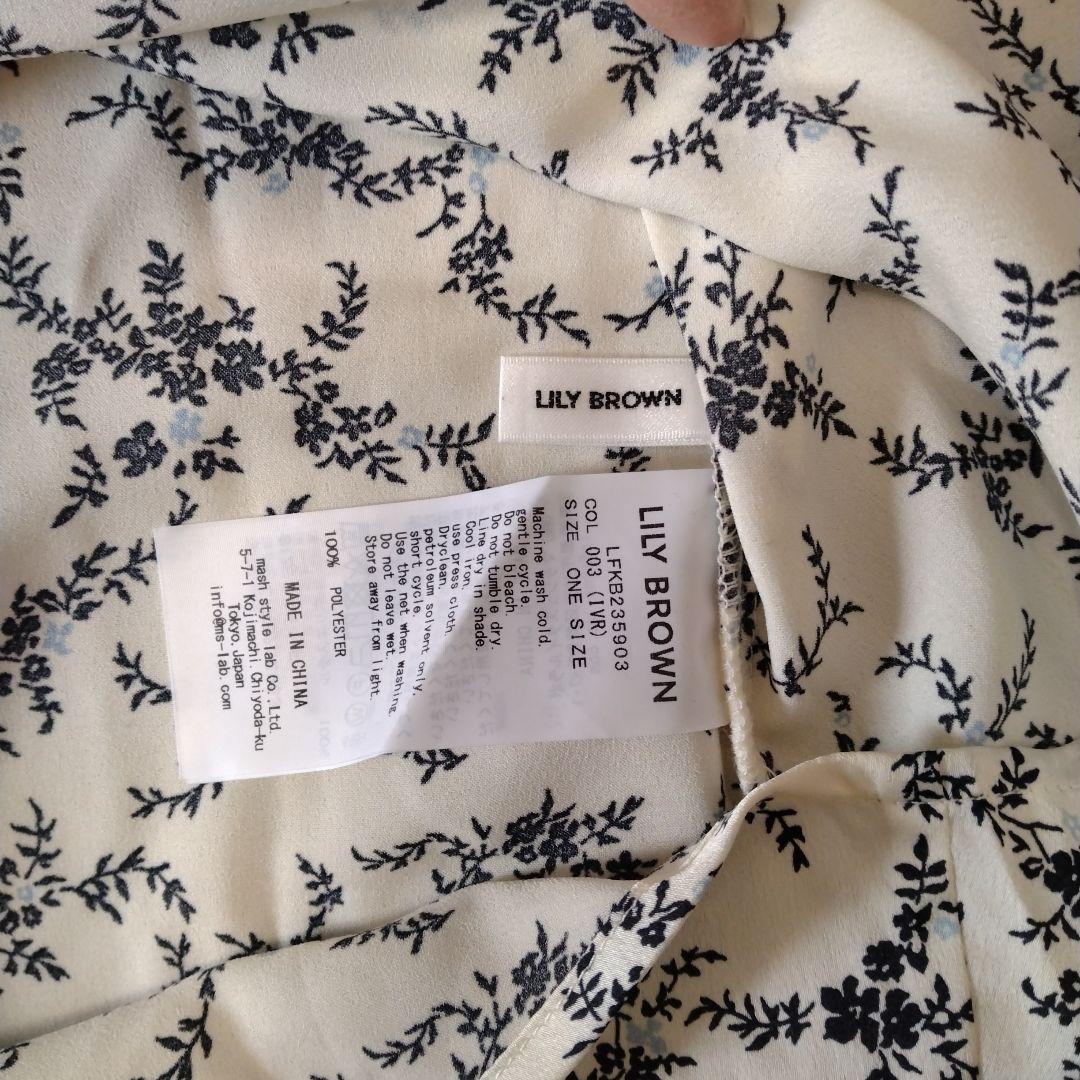 LILY BROWN
LILY BROWN
LFKB235903
COL 003 (IVR)
SIZE ONE SIZE
Machine wash cold.
gentle cycle.
Do not bleach.
Do not tumble dry.
Line dry in shade.
Cool iron.
use press cloth.
Dryclean.
petroleum solvent only.
short cycle.
Use the net when washing.
Do not leave wet.
Store away from light.
100% POLYESTER
MADE IN CHINA
mash style lab Co.,Ltd.
5-7-1 Kojimachi.Chiyoda-ku
Tokyo.Japan
info@ms-lab.com